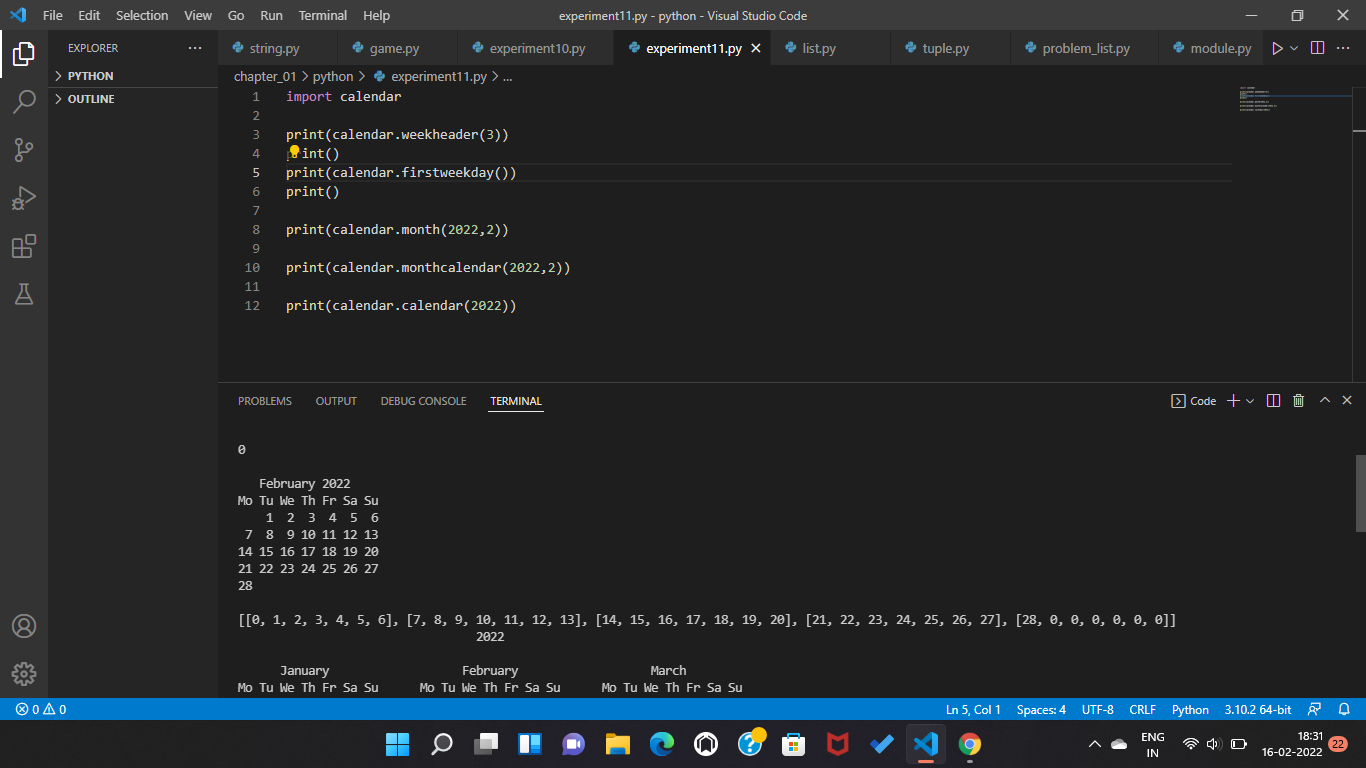 File Edit Selection View Go Run Terminal Help experiment11.py - python - Visual Studio Code
EXPLORER
PYTHON
OUTLINE
string.py game.py experiment10.py experiment11.py list.py tuple.py problem_list.py module.py
chapter_01 > python > experiment11.py > ...
1 import calendar
2
3 print(calendar.weekheader(3))
4 print()
5 print(calendar.firstweekday())
6 print()
7
8 print(calendar.month(2022,2))
9
10 print(calendar.monthcalendar(2022,2))
11
12 print(calendar.calendar(2022))
PROBLEMS OUTPUT DEBUG CONSOLE TERMINAL Code
0
February 2022
Mo Tu We Th Fr Sa Su
1 2 3 4 5 6
7 8 9 10 11 12 13
14 15 16 17 18 19 20
21 22 23 24 25 26 27
28
[[0, 1, 2, 3, 4, 5, 6], [7, 8, 9, 10, 11, 12, 13], [14, 15, 16, 17, 18, 19, 20], [21, 22, 23, 24, 25, 26, 27], [28, 0, 0, 0, 0, 0, 0]]
2022
January February March
Mo Tu We Th Fr Sa Su Mo Tu We Th Fr Sa Su Mo Tu We Th Fr Sa Su
0 0 Ln 5, Col 1 Spaces: 4 UTF-8 CRLF Python 3.10.2 64-bit
ENG 18:31
IN 16-02-2022 22